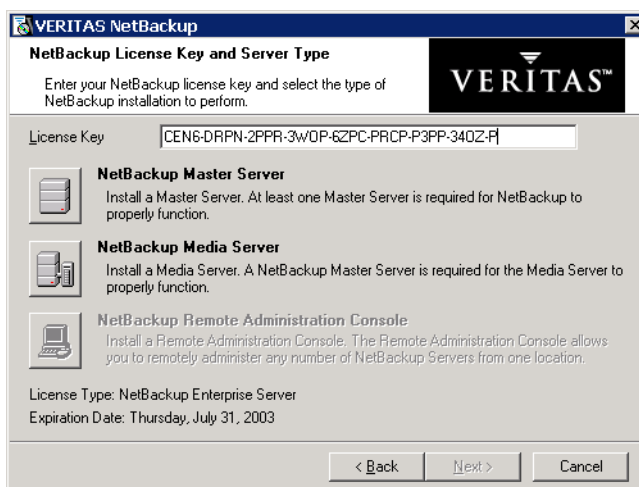 VERITAS NetBackup
NetBackup License Key and Server Type
Enter your NetBackup license key and select the type of
NetBackup installation to perform.
VERITAS™
License Key
CEN6-DRPN-2PPR-3WOP-6ZPC-PRCP-P3PP-34OZ-P
NetBackup Master Server
Install a Master Server. At least one Master Server is required for NetBackup to
properly function.
NetBackup Media Server
Install a Media Server. A NetBackup Master Server is required for the Media Server to
properly function.
NetBackup Remote Administration Console
Install a Remote Administration Console. The Remote Administration Console allows
you to remotely administer any number of NetBackup Servers from one location.
License Type: NetBackup Enterprise Server
Expiration Date: Thursday, July 31, 2003
< Back
Next >
Cancel